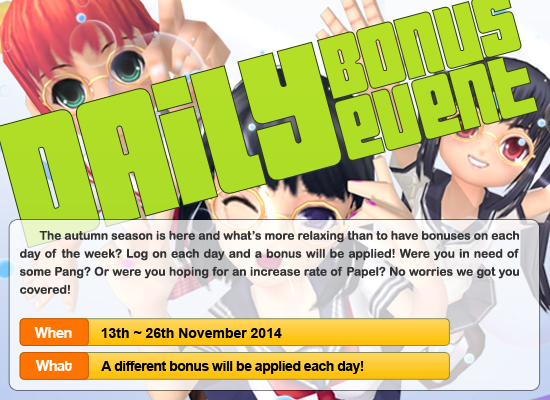 DAiLY BONUS
eVent
The autumn season is here and what's more relaxing than to have bonuses on each
day of the week? Log on each day and a bonus will be applied! Were you in need of
some Pang? Or were you hoping for an increase rate of Papel? No worries we got you
covered!
When 13th ~ 26th November 2014
What A different bonus will be applied each day!